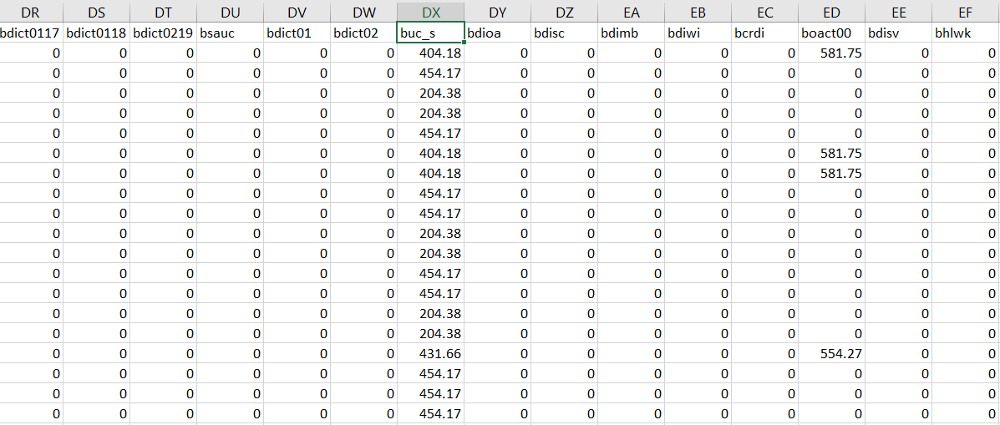 DR DS DT DU DV DW DX DY DZ EA EB EC ED EE EF
bdict0117 bdict0118 bdict0219 bsauc bdict01 bdict02 buc_s bdioa bdisc bdimb bdiwi bcrdi boact00 bdisv bhlwk
0 0 0 0 0 0 404.18 0 0 0 0 0 581.75 0 0
0 0 0 0 0 0 454.17 0 0 0 0 0 0 0 0
0 0 0 0 0 0 204.38 0 0 0 0 0 0 0 0
0 0 0 0 0 0 204.38 0 0 0 0 0 0 0 0
0 0 0 0 0 0 454.17 0 0 0 0 0 0 0 0
0 0 0 0 0 0 404.18 0 0 0 0 0 581.75 0 0
0 0 0 0 0 0 404.18 0 0 0 0 0 581.75 0 0
0 0 0 0 0 0 454.17 0 0 0 0 0 0 0 0
0 0 0 0 0 0 454.17 0 0 0 0 0 0 0 0
0 0 0 0 0 0 204.38 0 0 0 0 0 0 0 0
0 0 0 0 0 0 204.38 0 0 0 0 0 0 0 0
0 0 0 0 0 0 454.17 0 0 0 0 0 0 0 0
0 0 0 0 0 0 454.17 0 0 0 0 0 0 0 0
0 0 0 0 0 0 204.38 0 0 0 0 0 0 0 0
0 0 0 0 0 0 204.38 0 0 0 0 0 0 0 0
0 0 0 0 0 0 431.66 0 0 0 0 0 554.27 0 0
0 0 0 0 0 0 454.17 0 0 0 0 0 0 0 0
0 0 0 0 0 0 454.17 0 0 0 0 0 0 0 0
0 0 0 0 0 0 454.17 0 0 0 0 0 0 0 0